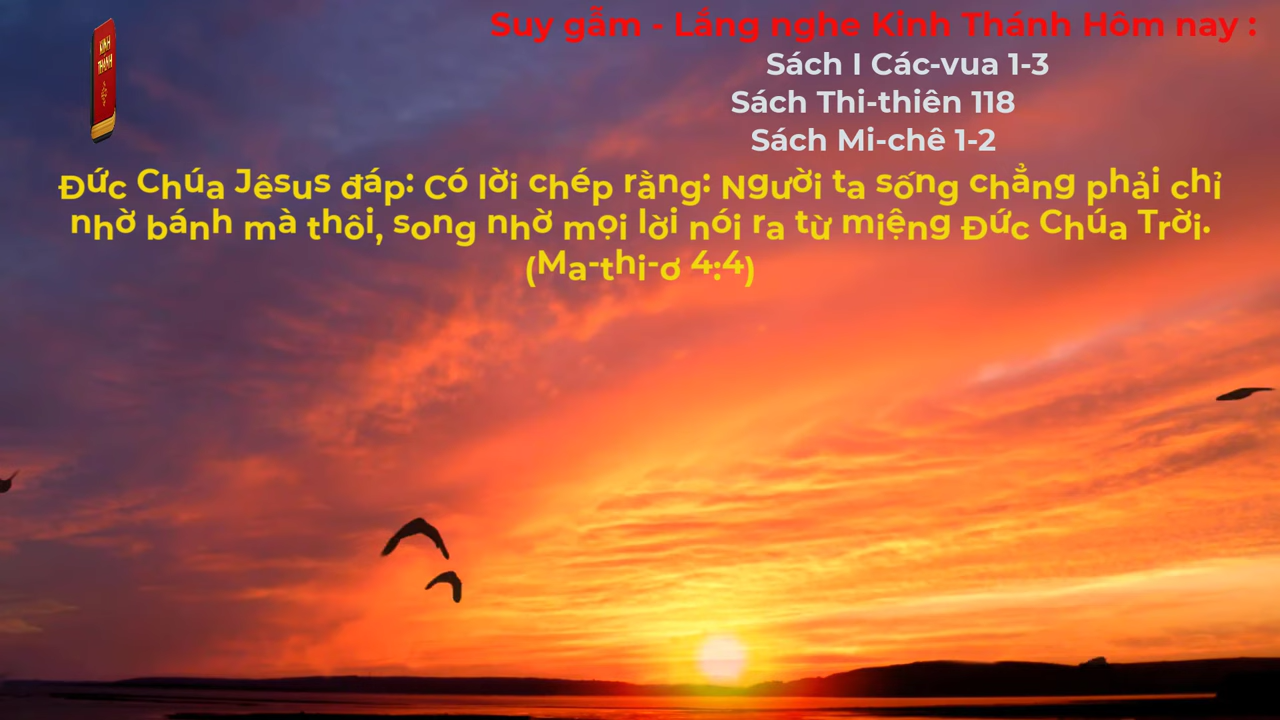 Suy gẫm - Lắng nghe Kinh Thánh Hôm nay :
Sách I Các-vua 1-3
Sách Thi-thiên 118
Sách Mi-chê 1-2
KINH
THÁNH
Đức Chúa Jêsus đáp: Có lời chép rằng: Người ta sống chẳng phải chỉ
nhờ bánh mà thôi, song nhờ mọi lời nói ra từ miệng Đức Chúa Trời.
(Ma-thi-ơ 4:4)